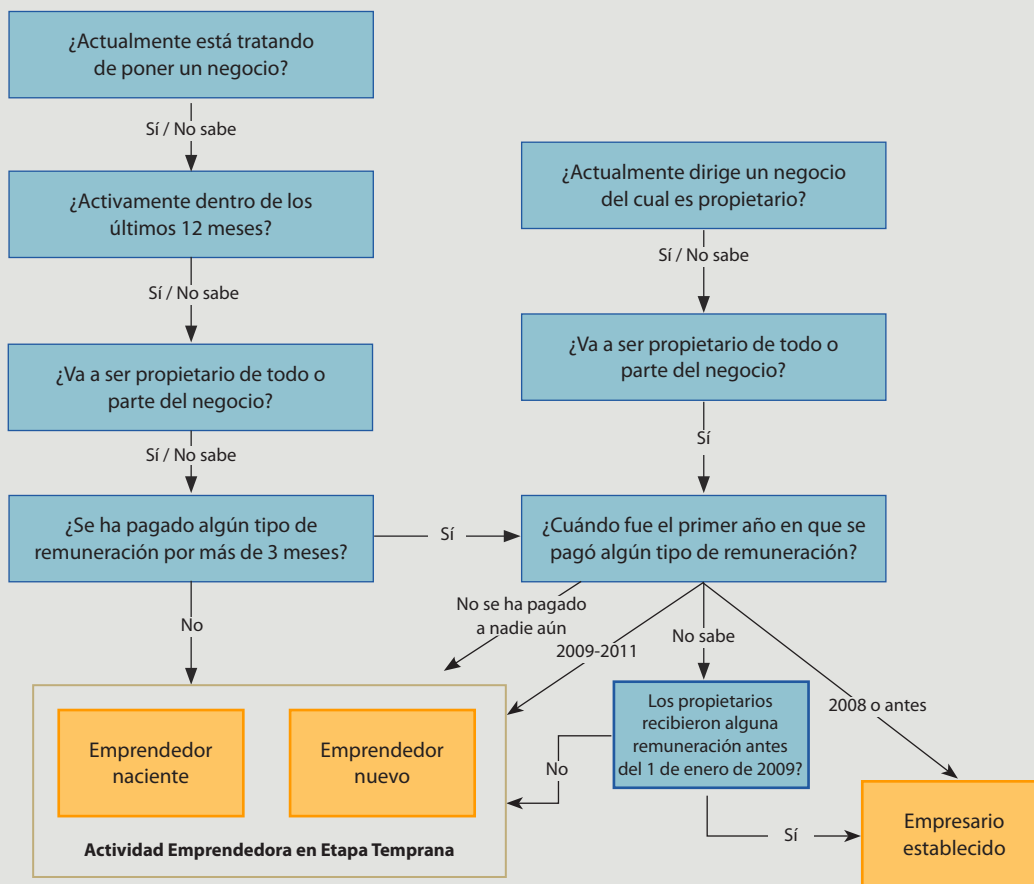 ¿Actualmente está tratando
de poner un negocio?
Sí / No sabe
¿Activamente dentro de los
últimos 12 meses?
Sí / No sabe
¿Va a ser propietario de todo o
parte del negocio?
Sí / No sabe
¿Se ha pagado algún tipo de
remuneración por más de 3 meses?
Sí
No
¿Actualmente dirige un negocio
del cual es propietario?
Sí / No sabe
¿Va a ser propietario de todo o
parte del negocio?
Sí
¿Cuándo fue el primer año en que se
pagó algún tipo de remuneración?
No se ha pagado
a nadie aún
2009-2011
No sabe
2008 o antes
Los propietarios
recibieron alguna
remuneración antes
del 1 de enero de 2009?
No
Sí
Emprendedor
naciente
Emprendedor
nuevo
Actividad Emprendedora en Etapa Temprana
Empresario
establecido